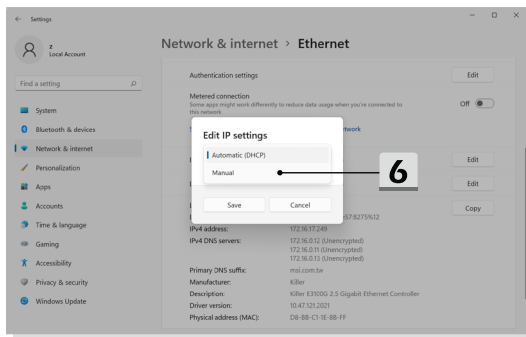 Settings
Z
Local Account
Find a setting
System
Bluetooth & devices
Network & internet
Personalization
Apps
Accounts
Time & language
Gaming
Accessibility
Privacy & security
Windows Update
Network & internet > Ethernet
Authentication settings
Edit
Metered connection
Some apps might work differently to reduce data usage when you're connected to
this network
Off
Edit IP settings
Automatic (DHCP)
Manual
6
Save
Cancel
Edit
Edit
Copy
IPv4 address:
172.16.17.249
IPv4 DNS servers:
172.16.0.12 (Unencrypted)
172.16.0.11 (Unencrypted)
172.16.0.13 (Unencrypted)
Primary DNS suffix:
msi.com.tw
Manufacturer:
Killer
Description:
Killer E3100G 2.5 Gigabit Ethernet Controller
Driver version:
10.47.121.2021
Physical address (MAC):
D8-BB-C1-1E-8B-FF